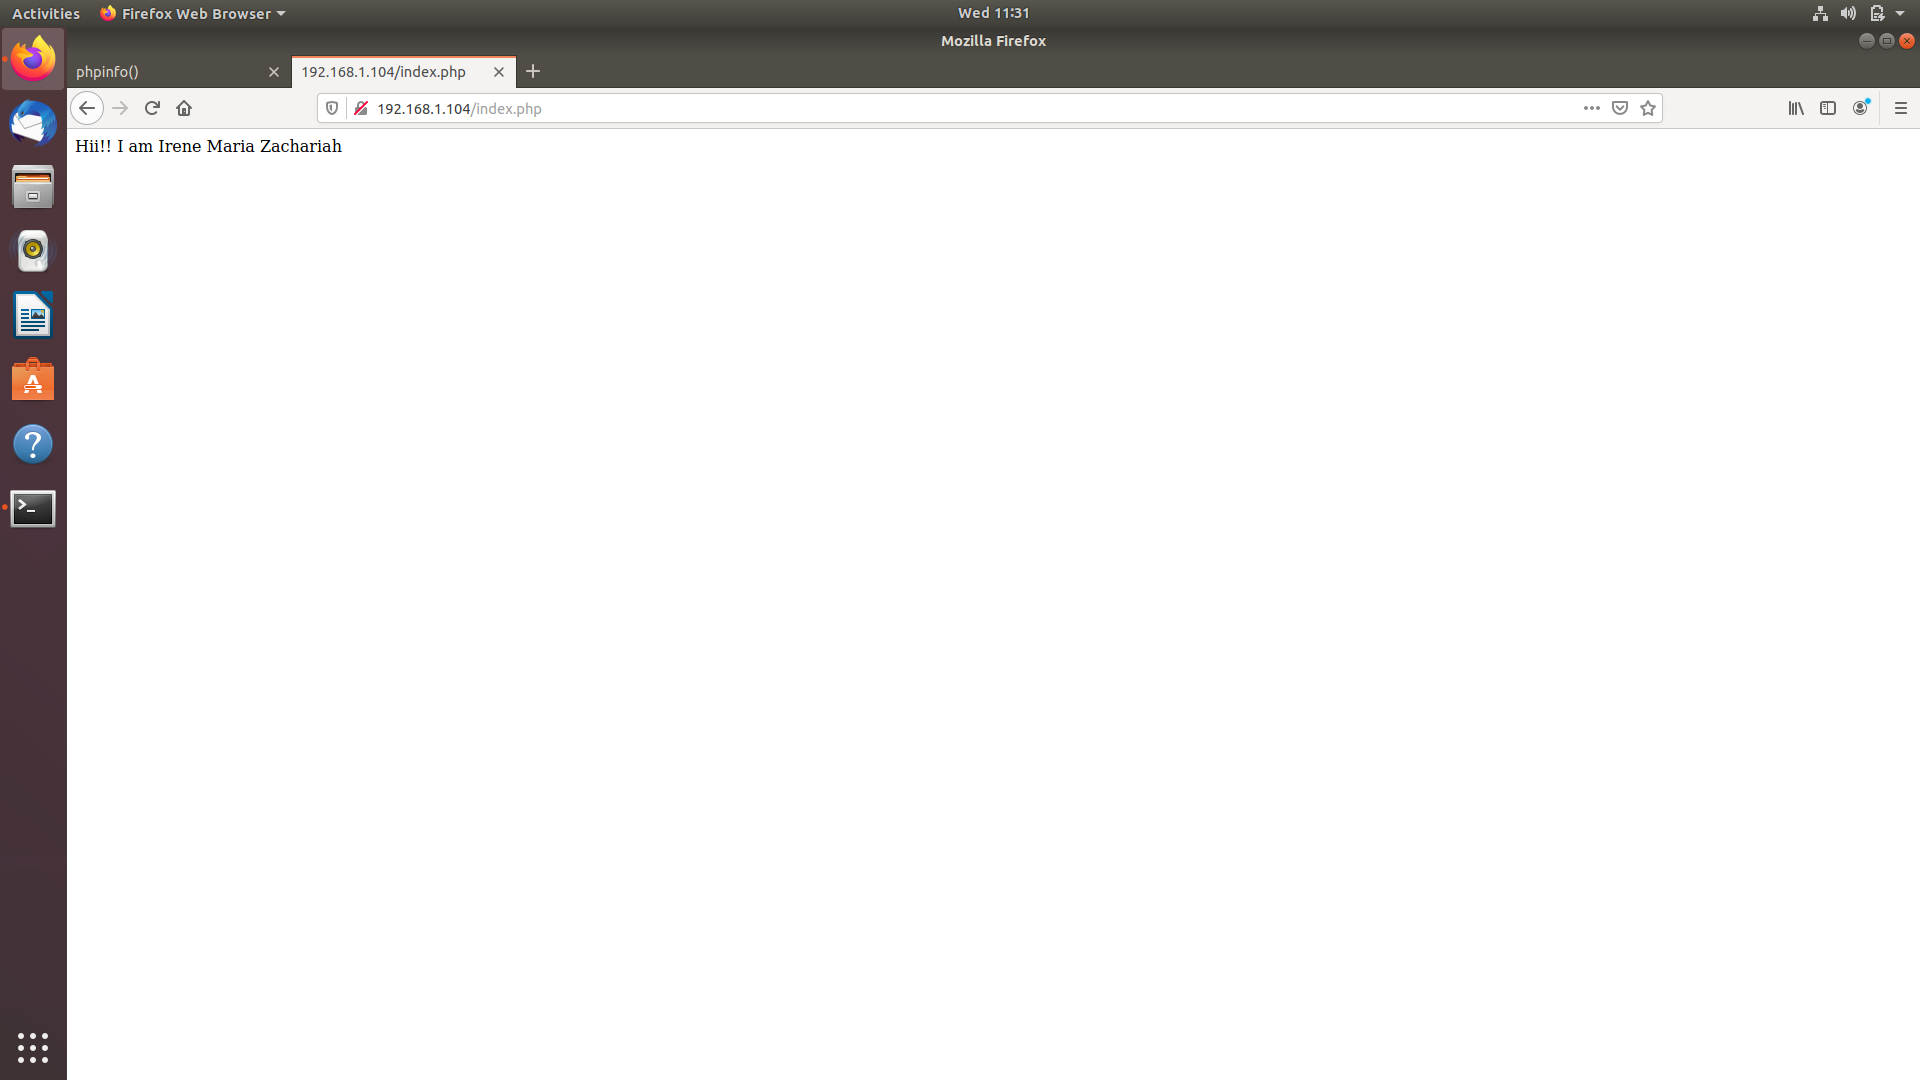 Activities
Firefox Web Browser
Wed 11:31
Mozilla Firefox
phpinfo()
192.168.1.104/index.php
192.168.1.104/index.php
Hii!! I am Irene Maria Zachariah